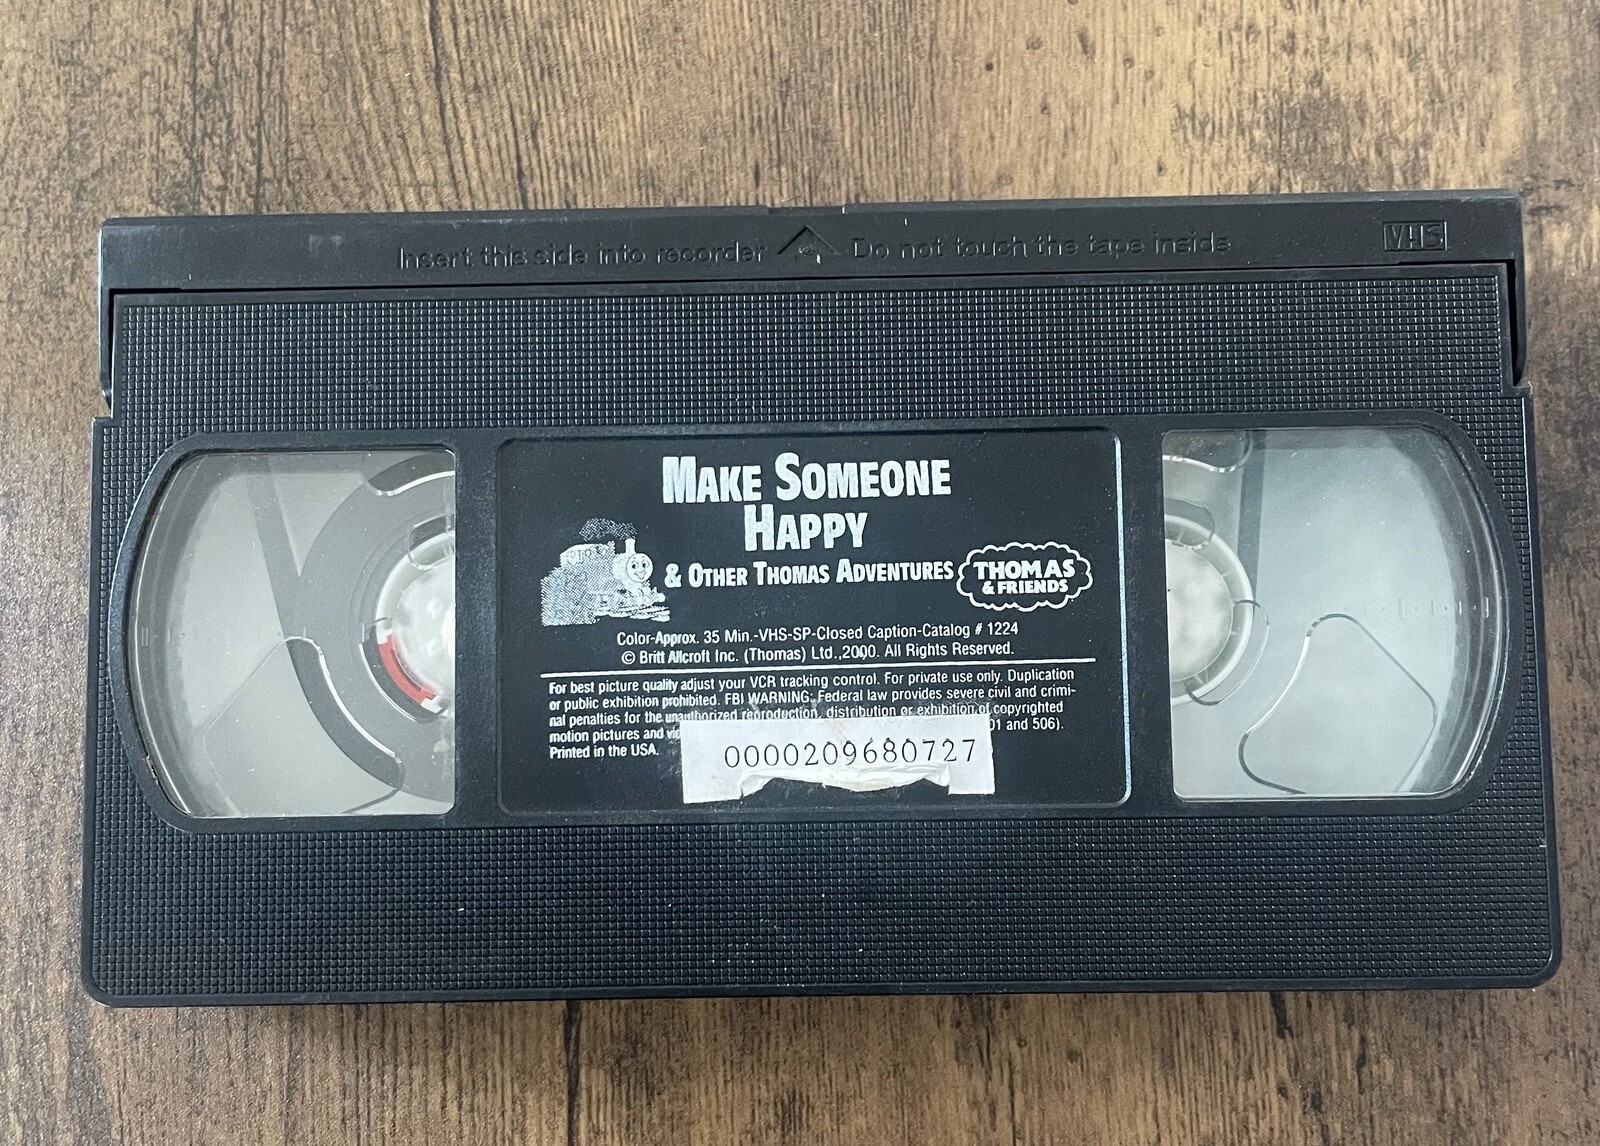 Insert this side into recorder Do not touch the tape inside VHS
MAKE SOMEONE
HAPPY
& OTHER THOMAS ADVENTURES
THOMAS
& FRIENDS
Color-Approx. 35 Min.-VHS-SP-Closed Caption-Catalog # 1224
© Britt Allcroft Inc. (Thomas) Ltd.,2000. All Rights Reserved.
For best picture quality adjust your VCR tracking control. For private use only. Duplication
or public exhibition prohibited. FBI WARNING: Federal law provides severe civil and crimi-
nal penalties for the unauthorized reproduction, distribution or exhibition of copyrighted
motion pictures and 01 and 506).
Printed in the USA.
0000209680727